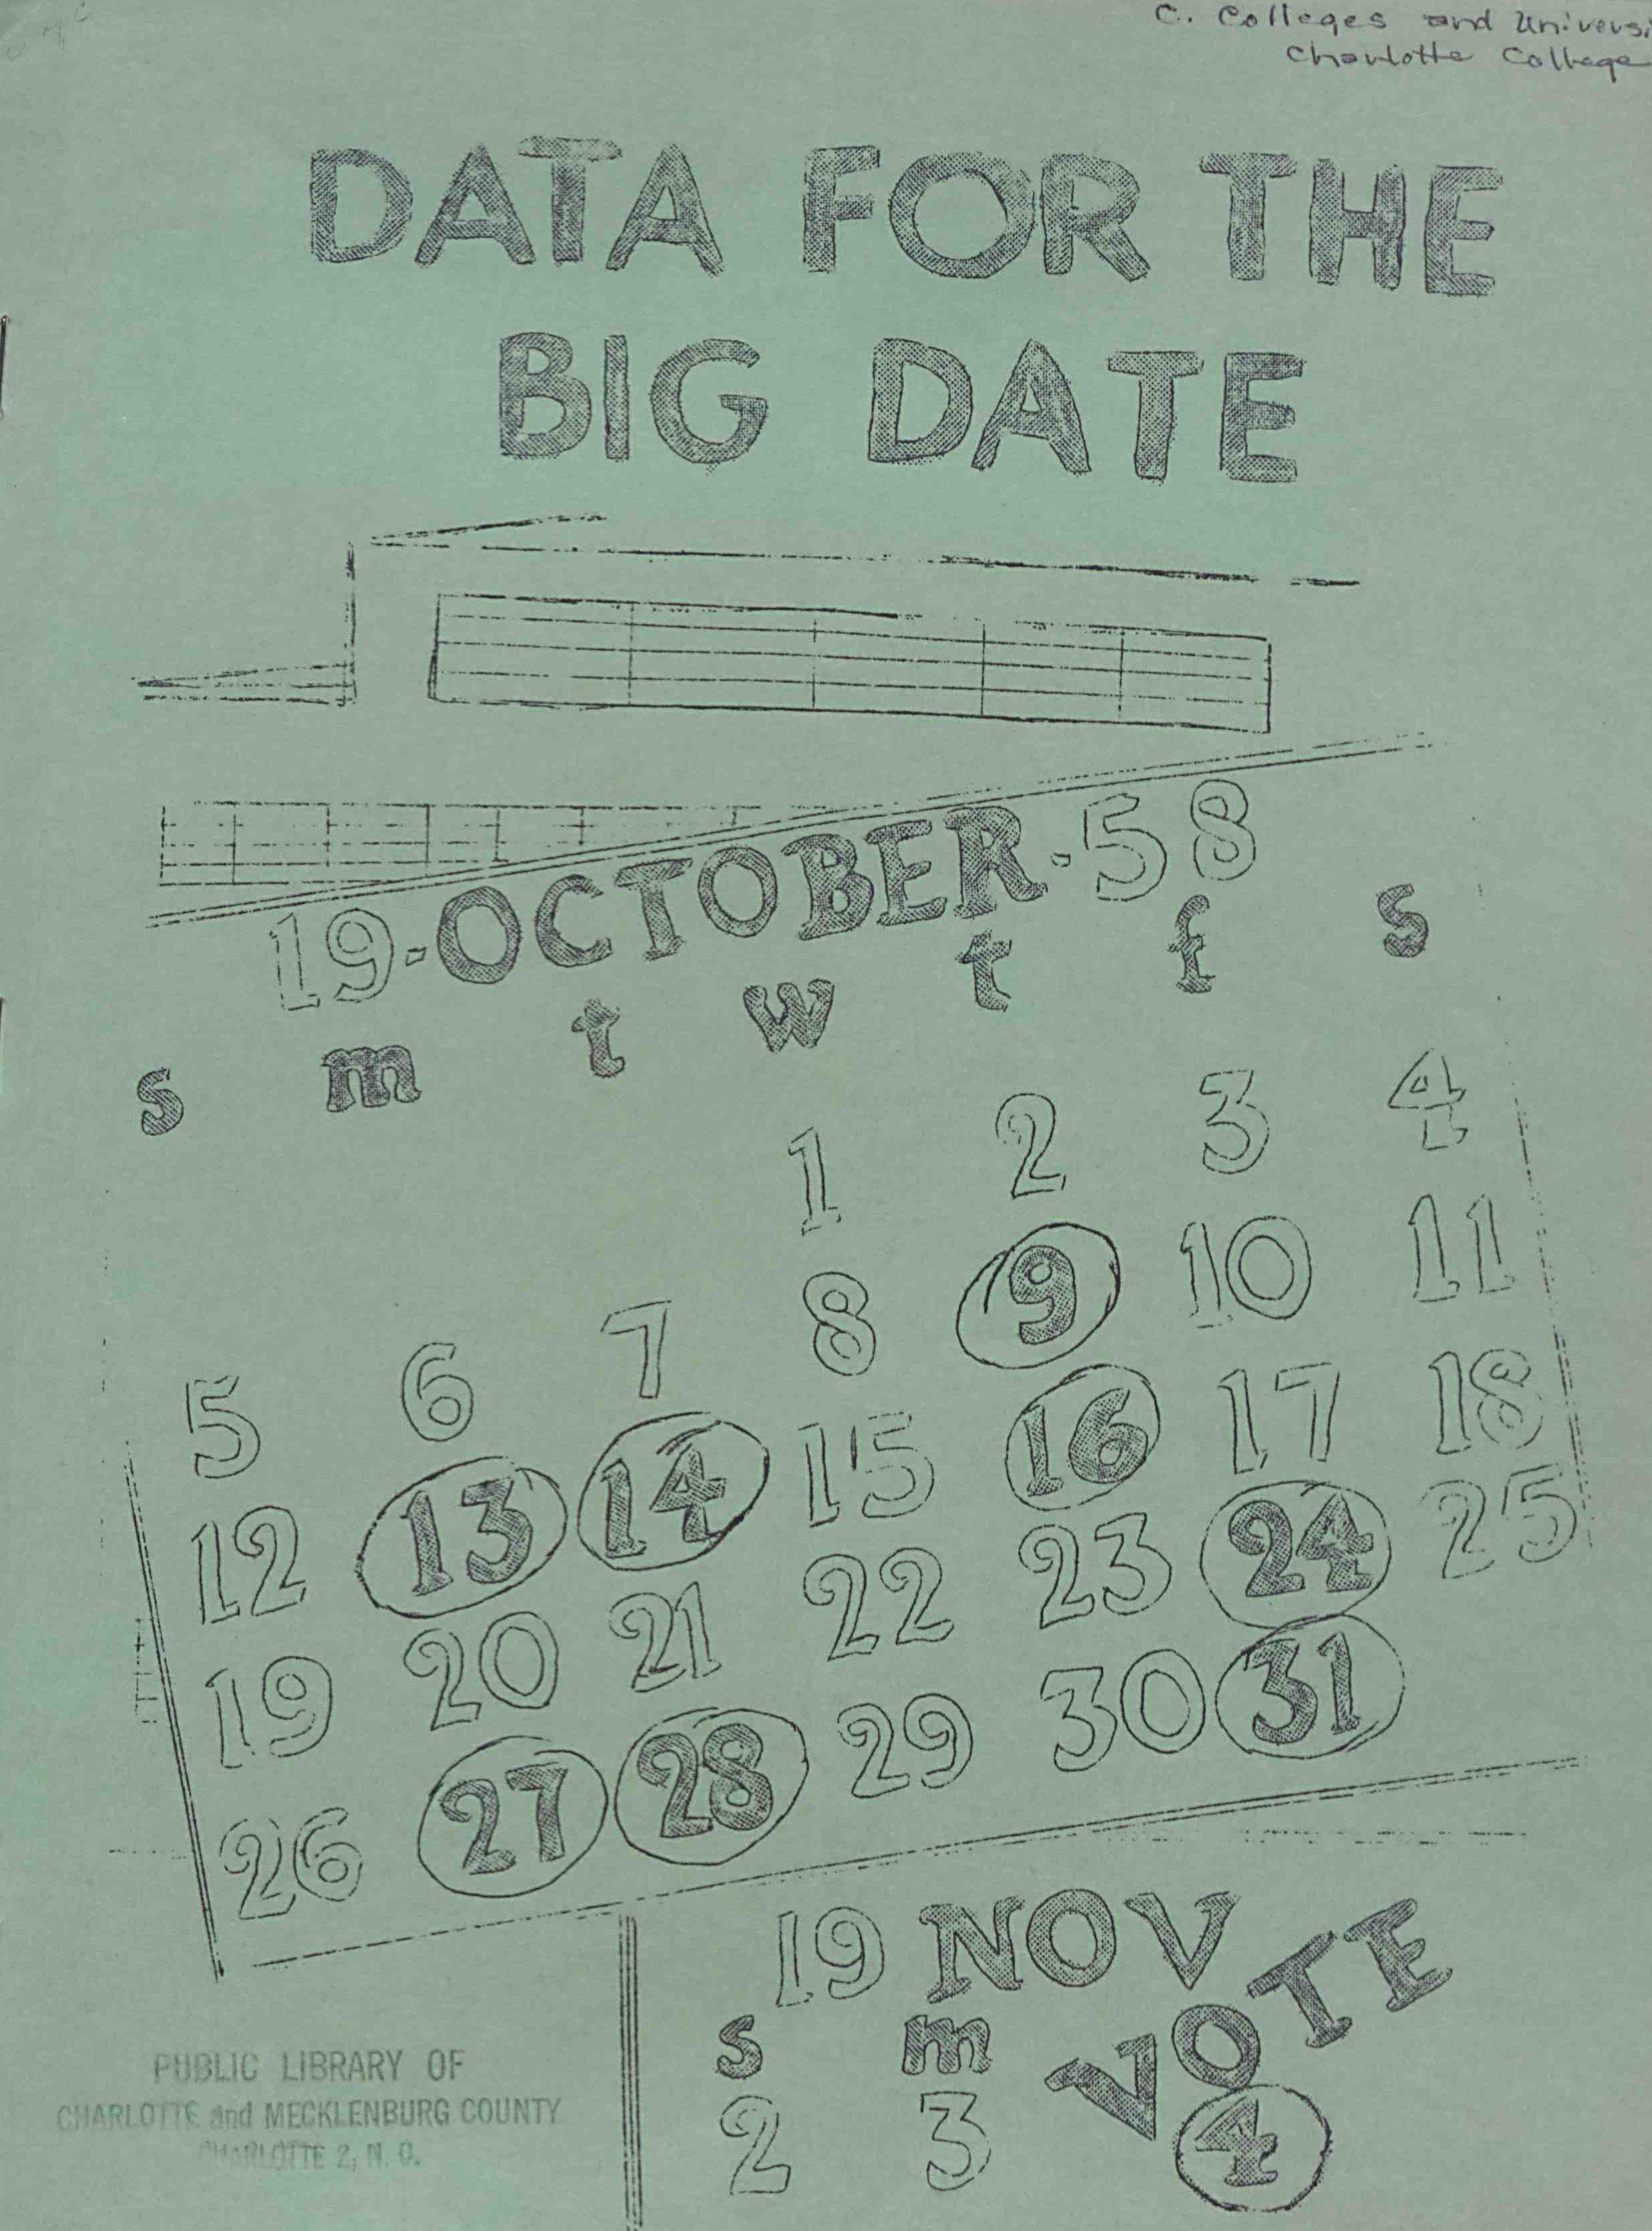 C. Colleges and Universi
Charlotte College
DATA FOR THE
BIG DATE
19-OCTOBER-58
s m t w t f s
1 2 3 4
5 6 7 8 9 10 11
12 13 14 15 16 17 18
19 20 21 22 23 24 25
26 27 28 29 30 31
19 NOV
VOTE
s m
2 3 4
PUBLIC LIBRARY OF
CHARLOTTE and MECKLENBURG COUNTY
CHARLOTTE 2, N. C.